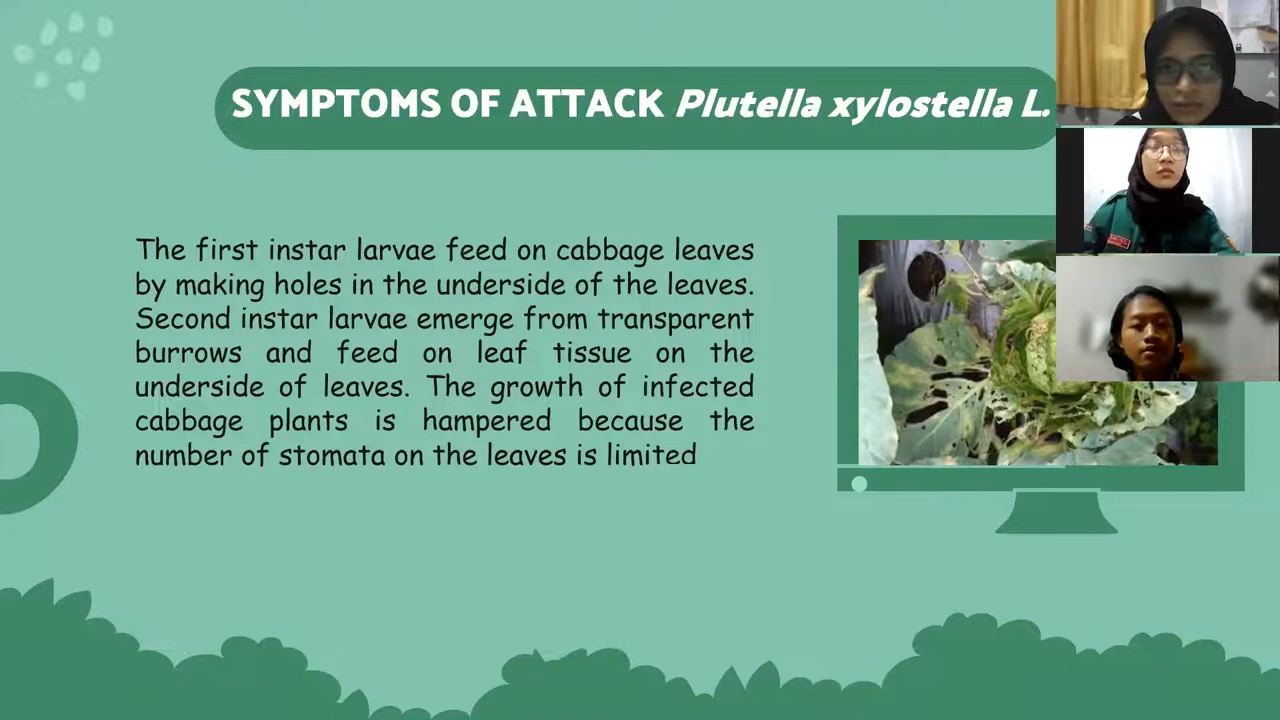 SYMPTOMS OF ATTACK Plutella xylostella L.
The first instar larvae feed on cabbage leaves
by making holes in the underside of the leaves.
Second instar larvae emerge from transparent
burrows and feed on leaf tissue on the
underside of leaves. The growth of infected
cabbage plants is hampered because the
number of stomata on the leaves is limited